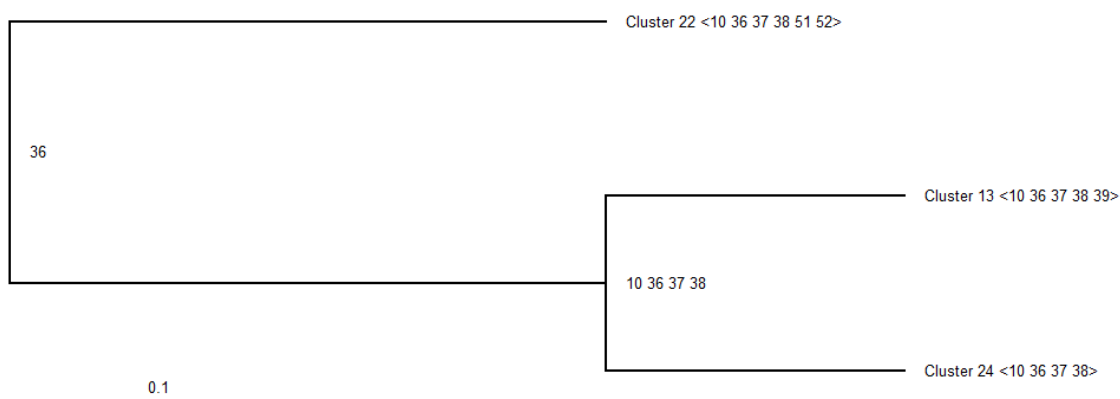 Cluster 22 <10 36 37 38 51 52>
36
Cluster 13 <10 36 37 38 39>
10 36 37 38
Cluster 24 <10 36 37 38>
0.1